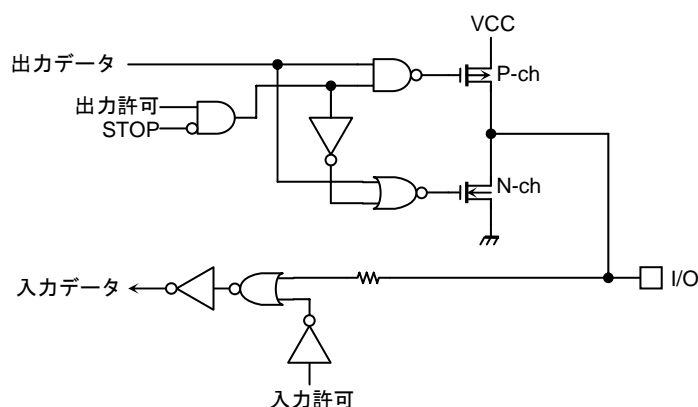 VCC
出力データ
P-ch
出力許可
STOP
N-ch
入力データ
I/O
入力許可